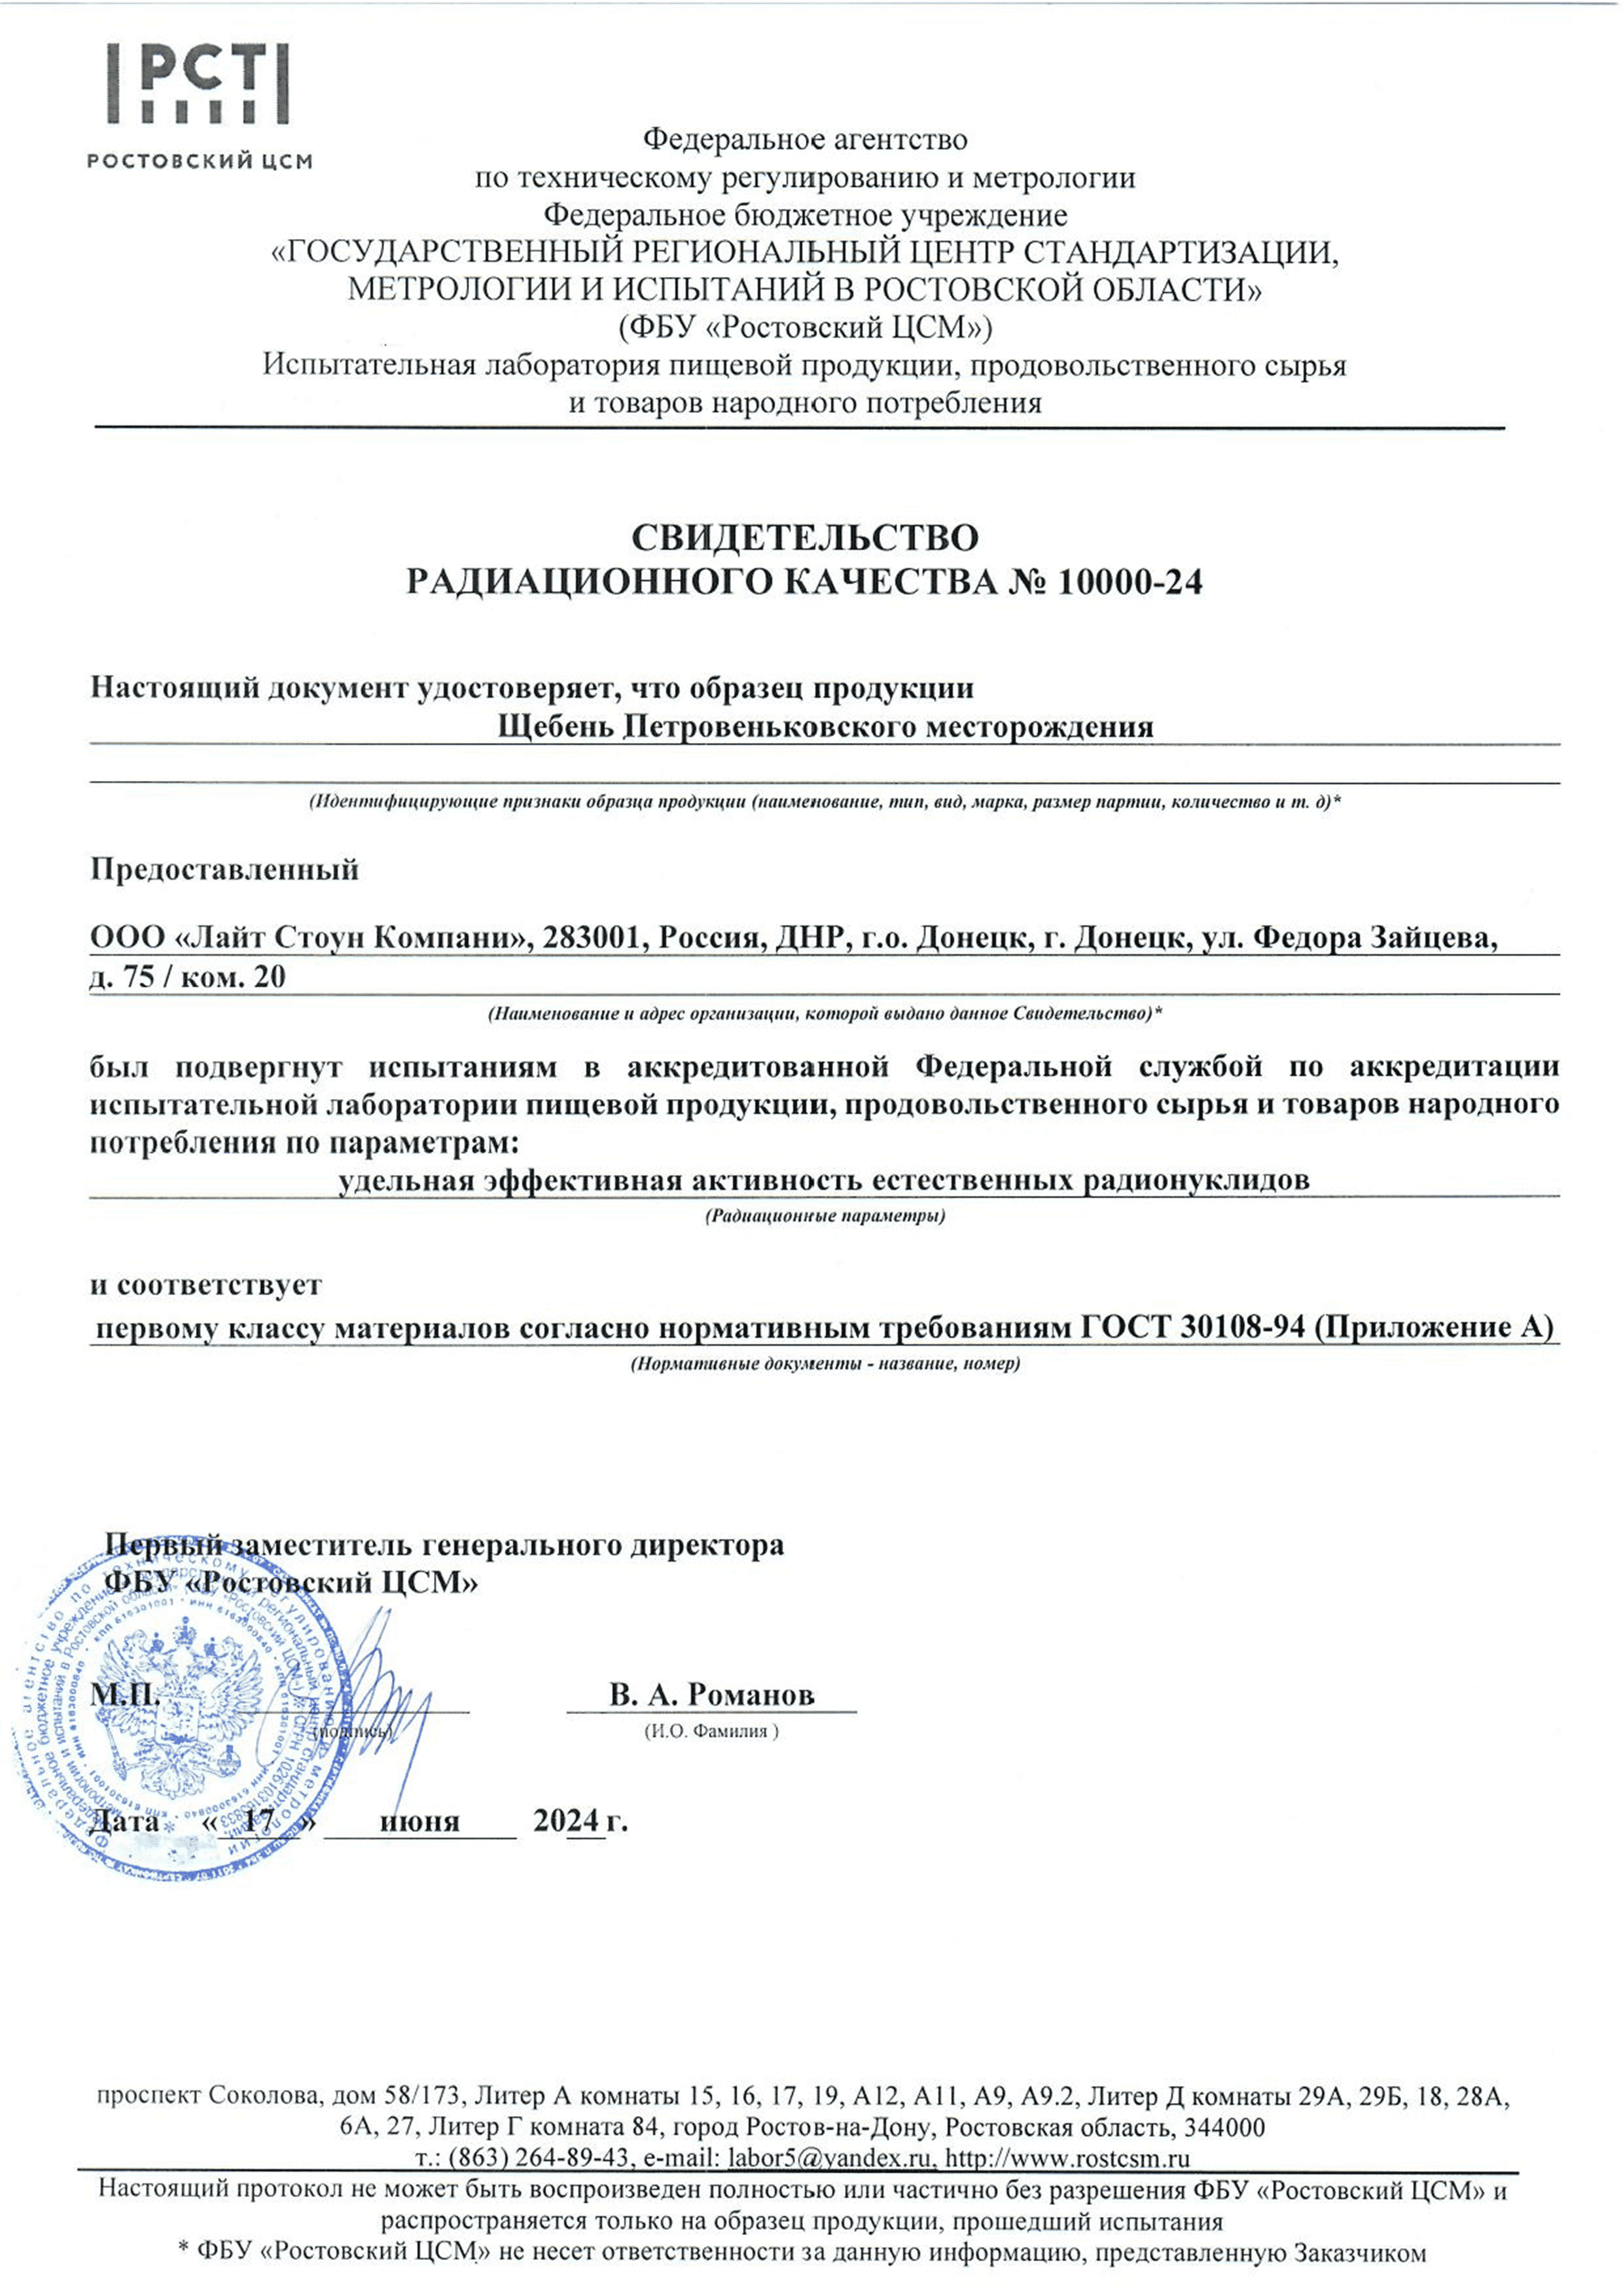 РСТ
РОСТОВСКИЙ ЦСМ
Федеральное агентство
по техническому регулированию и метрологии
Федеральное бюджетное учреждение
«ГОСУДАРСТВЕННЫЙ РЕГИОНАЛЬНЫЙ ЦЕНТР СТАНДАРТИЗАЦИИ,
МЕТРОЛОГИИ И ИСПЫТАНИЙ В РОСТОВСКОЙ ОБЛАСТИ»
(ФБУ «Ростовский ЦСМ»)
Испытательная лаборатория пищевой продукции, продовольственного сырья
и товаров народного потребления
СВИДЕТЕЛЬСТВО
РАДИАЦИОННОГО КАЧЕСТВА № 10000-24
Настоящий документ удостоверяет, что образец продукции
Щебень Петровеньковского месторождения
(Идентифицирующие признаки образца продукции (наименование, тип, вид, марка, размер партии, количество и т. д)*
Предоставленный
ООО «Лайт Стоун Компани», 283001, Россия, ДНР, г.о. Донецк, г. Донецк, ул. Федора Зайцева,
д. 75 / ком. 20
(Наименование и адрес организации, которой выдано данное Свидетельство)*
был подвергнут испытаниям в аккредитованной Федеральной службой по аккредитации
испытательной лаборатории пищевой продукции, продовольственного сырья и товаров народного
потребления по параметрам:
удельная эффективная активность естественных радионуклидов
(Радиационные параметры)
и соответствует
первому классу материалов согласно нормативным требованиям ГОСТ 30108-94 (Приложение А)
(Нормативные документы - название, номер)
Первый заместитель генерального директора
ФБУ «Ростовский ЦСМ»
М.П.
В. А. Романов
(подпись)
(И.О. Фамилия )
Дата « 17 » июня 2024 г.
проспект Соколова, дом 58/173, Литер А комнаты 15, 16, 17, 19, А12, А11, А9, А9.2, Литер Д комнаты 29А, 29Б, 18, 28А,
6А, 27, Литер Г комната 84, город Ростов-на-Дону, Ростовская область, 344000
т.: (863) 264-89-43, e-mail: labor5@yandex.ru, http://www.rostcsm.ru
Настоящий протокол не может быть воспроизведен полностью или частично без разрешения ФБУ «Ростовский ЦСМ» и
распространяется только на образец продукции, прошедший испытания
* ФБУ «Ростовский ЦСМ» не несет ответственности за данную информацию, представленную Заказчиком